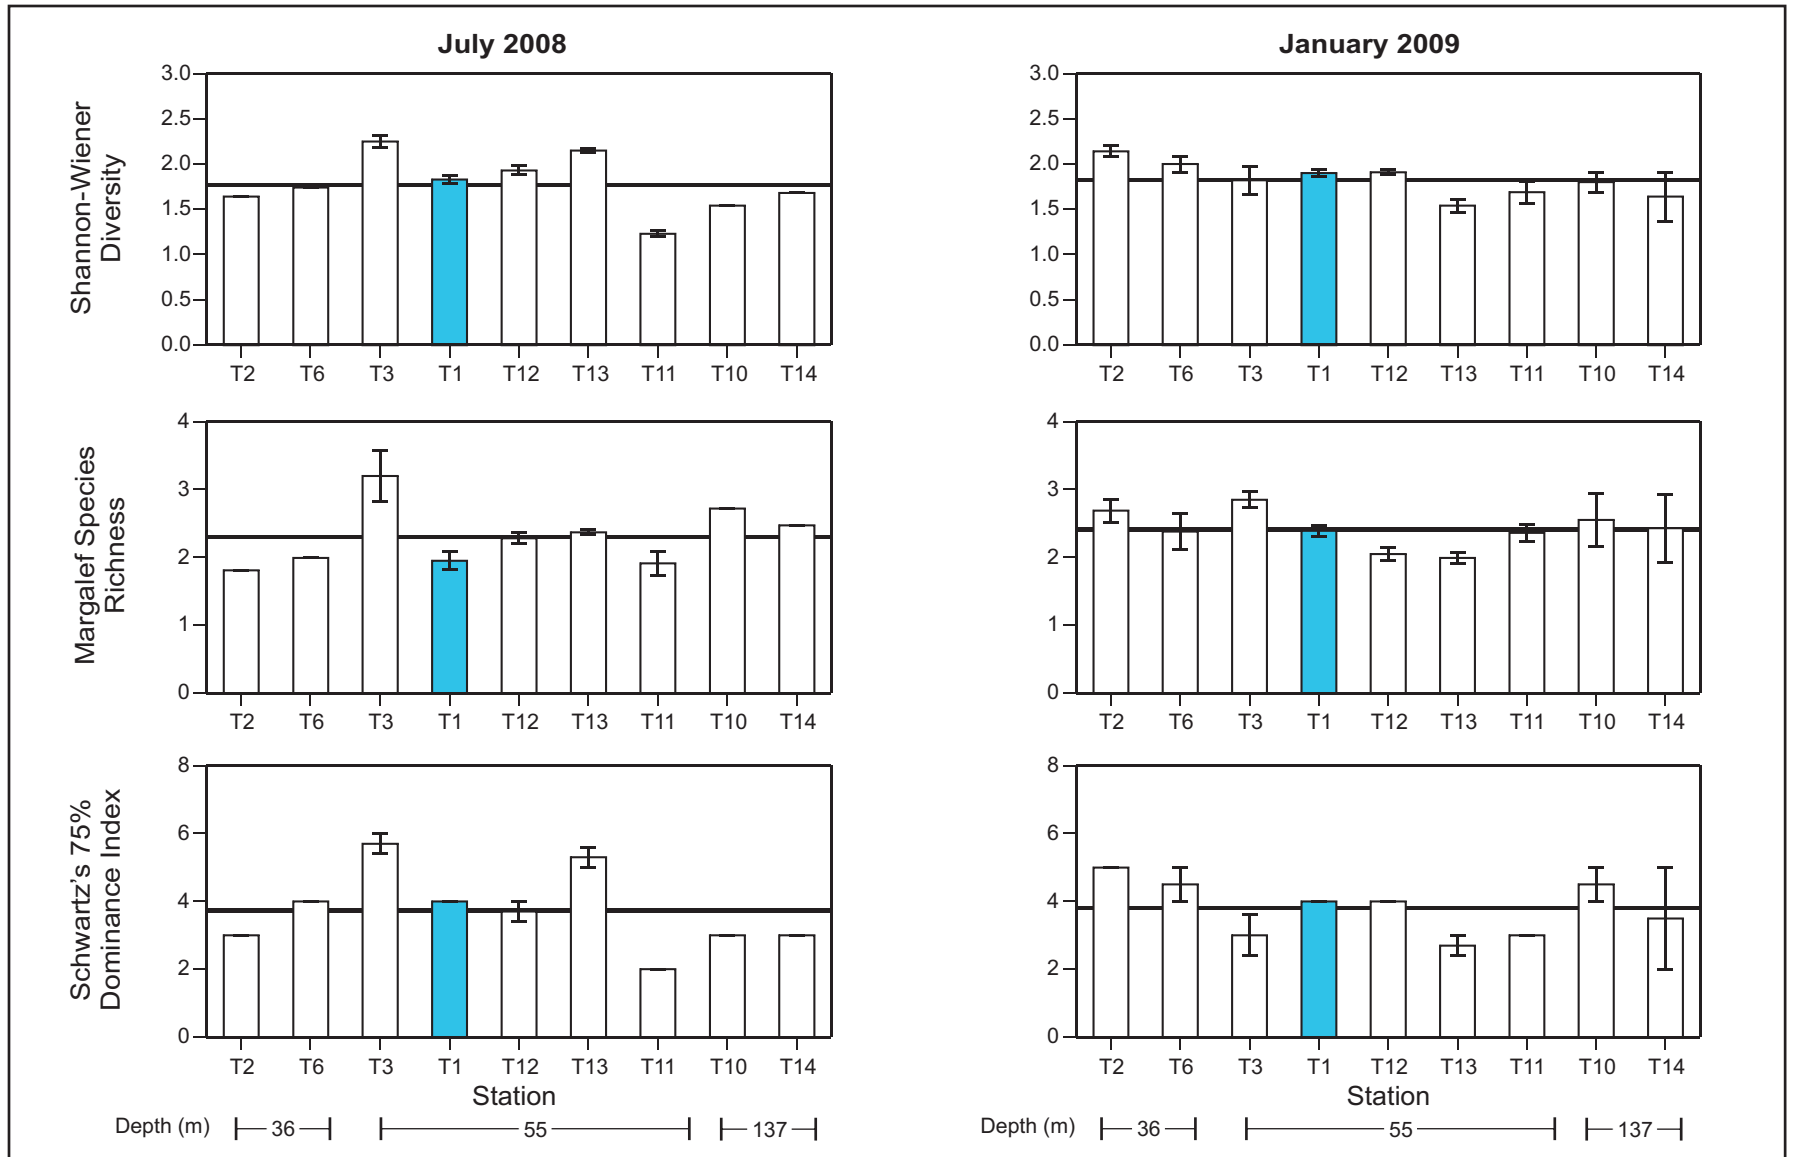 July 2008
January 2009
Shannon-Wiener
Diversity
3.0
2.5
2.0
1.5
1.0
0.5
0.0
T2 T6 T3 T1 T12 T13 T11 T10 T14
3.0
2.5
2.0
1.5
1.0
0.5
0.0
T2 T6 T3 T1 T12 T13 T11 T10 T14
Margalef Species
Richness
4
3
2
1
0
T2 T6 T3 T1 T12 T13 T11 T10 T14
4
3
2
1
0
T2 T6 T3 T1 T12 T13 T11 T10 T14
Schwartz's 75%
Dominance Index
8
6
4
2
0
T2 T6 T3 T1 T12 T13 T11 T10 T14
Station
Depth (m) 36 55 137
8
6
4
2
0
T2 T6 T3 T1 T12 T13 T11 T10 T14
Station
Depth (m) 36 55 137